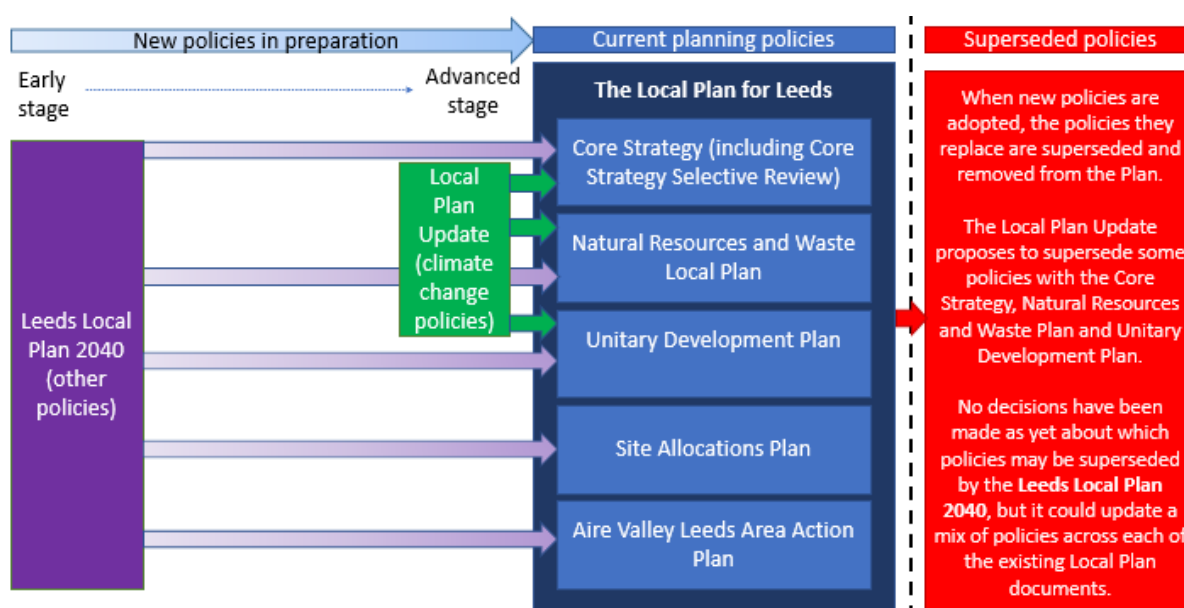 New policies in preparation
Current planning policies
Superseded policies
Early
stage
Advanced
stage
Leeds Local
Plan 2040
(other
policies)
Local
Plan
Update
(climate
change
policies)
The Local Plan for Leeds
Core Strategy (including Core
Strategy Selective Review)
Natural Resources and Waste
Local Plan
Unitary Development Plan
Site Allocations Plan
Aire Valley Leeds Area Action
Plan
When new policies are
adopted, the policies they
replace are superseded and
removed from the Plan.
The Local Plan Update
proposes to supersede some
policies with the Core
Strategy, Natural Resources
and Waste Plan and Unitary
Development Plan.
No decisions have been
made as yet about which
policies may be superseded
by the Leeds Local Plan
2040, but it could update a
mix of policies across each of
the existing Local Plan
documents.